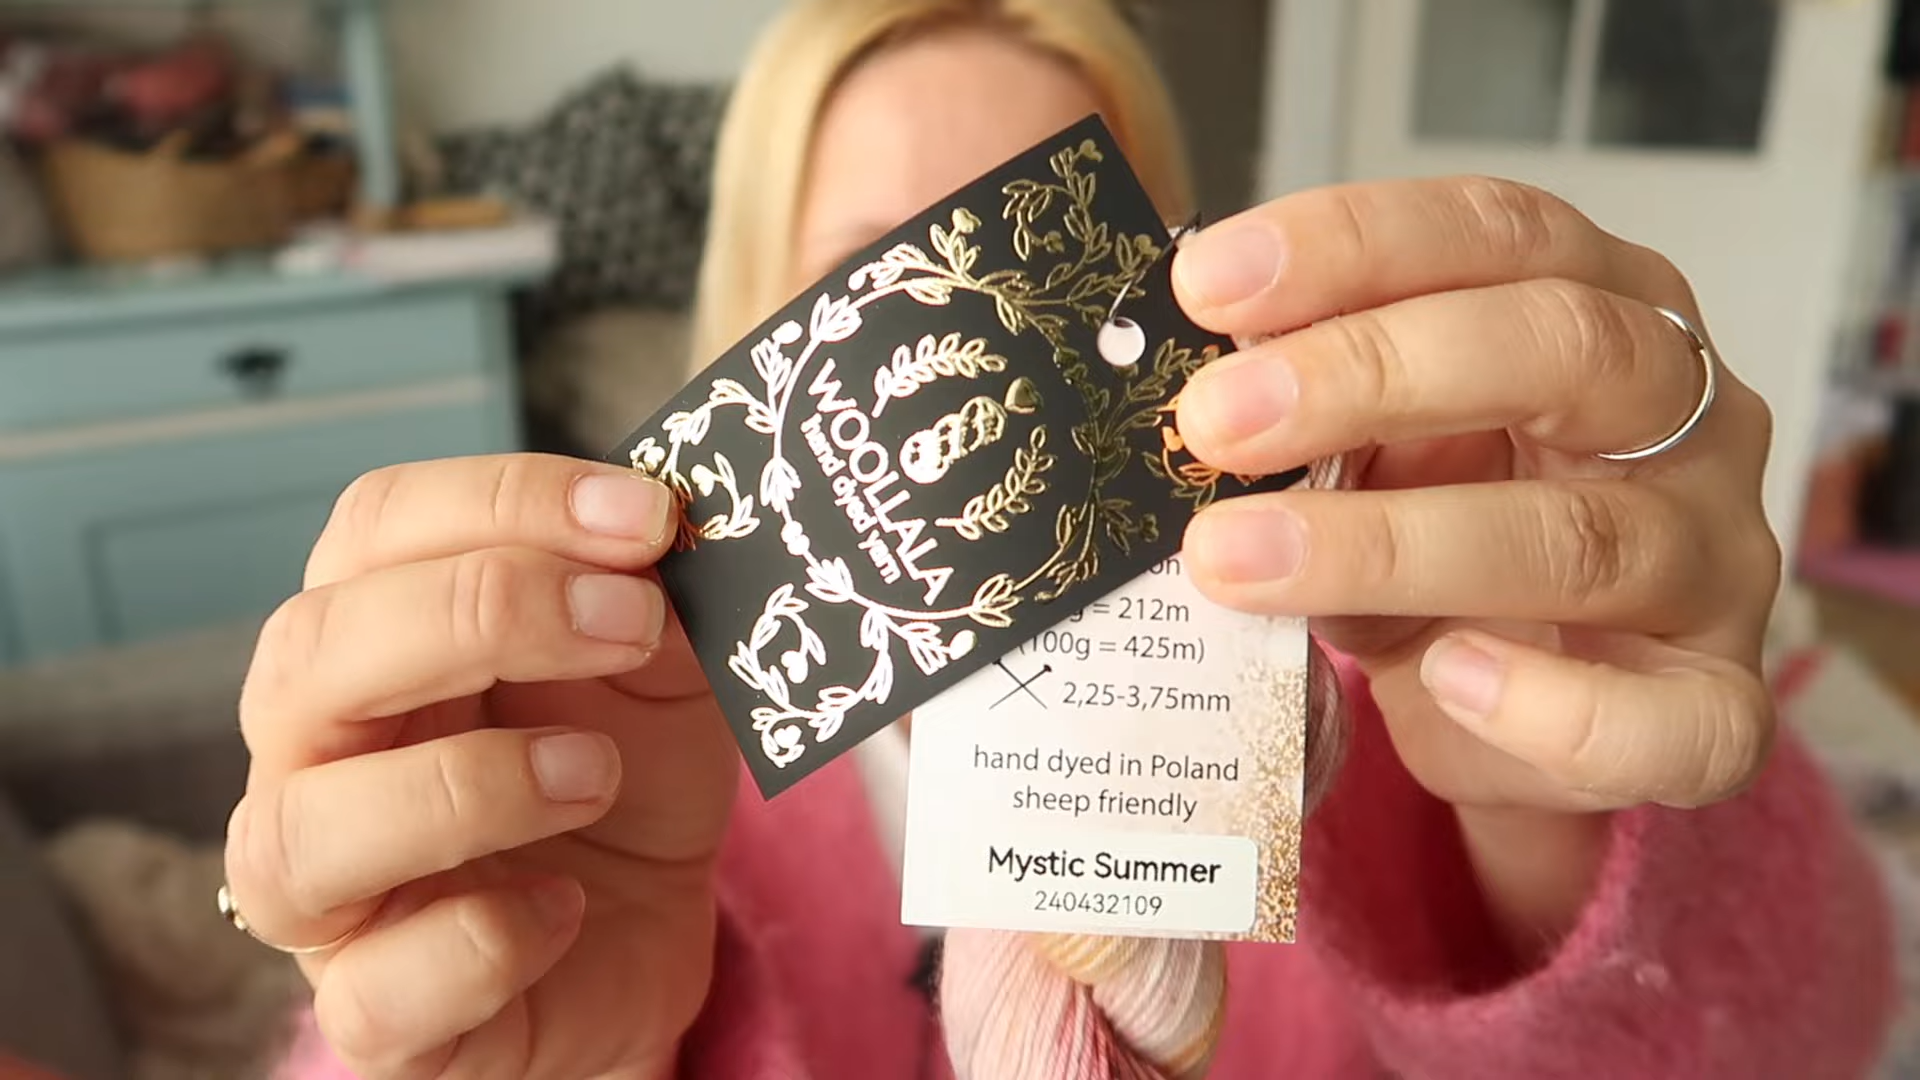 WOOLLALA
hand dyed yarn
= 212m
(100g = 425m)
2,25-3,75mm
hand dyed in Poland
sheep friendly
Mystic Summer
240432109